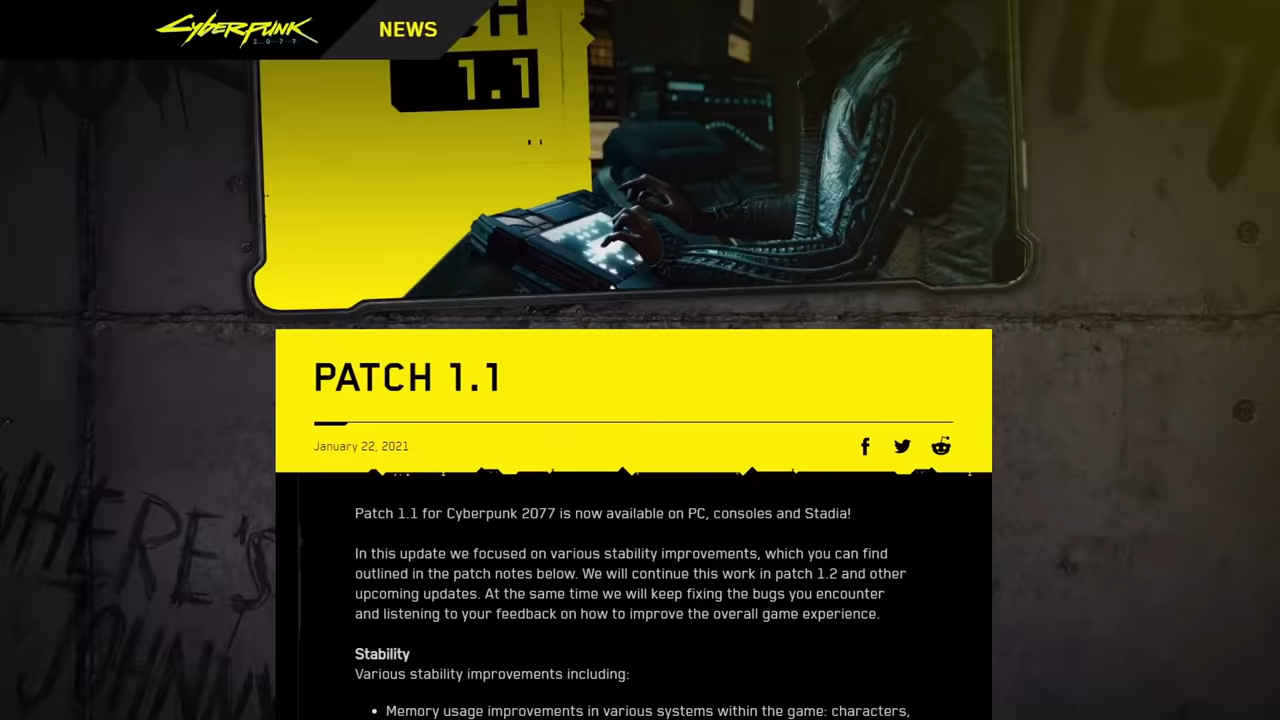 Cyberpunk
2077
NEWS
CH
1.1
PATCH 1.1
January 22, 2021
Patch 1.1 for Cyberpunk 2077 is now available on PC, consoles and Stadia!
In this update we focused on various stability improvements, which you can find
outlined in the patch notes below. We will continue this work in patch 1.2 and other
upcoming updates. At the same time we will keep fixing the bugs you encounter
and listening to your feedback on how to improve the overall game experience.
Stability
Various stability improvements including:
• Memory usage improvements in various systems within the game: characters,
WHERE'S
JOHNNY